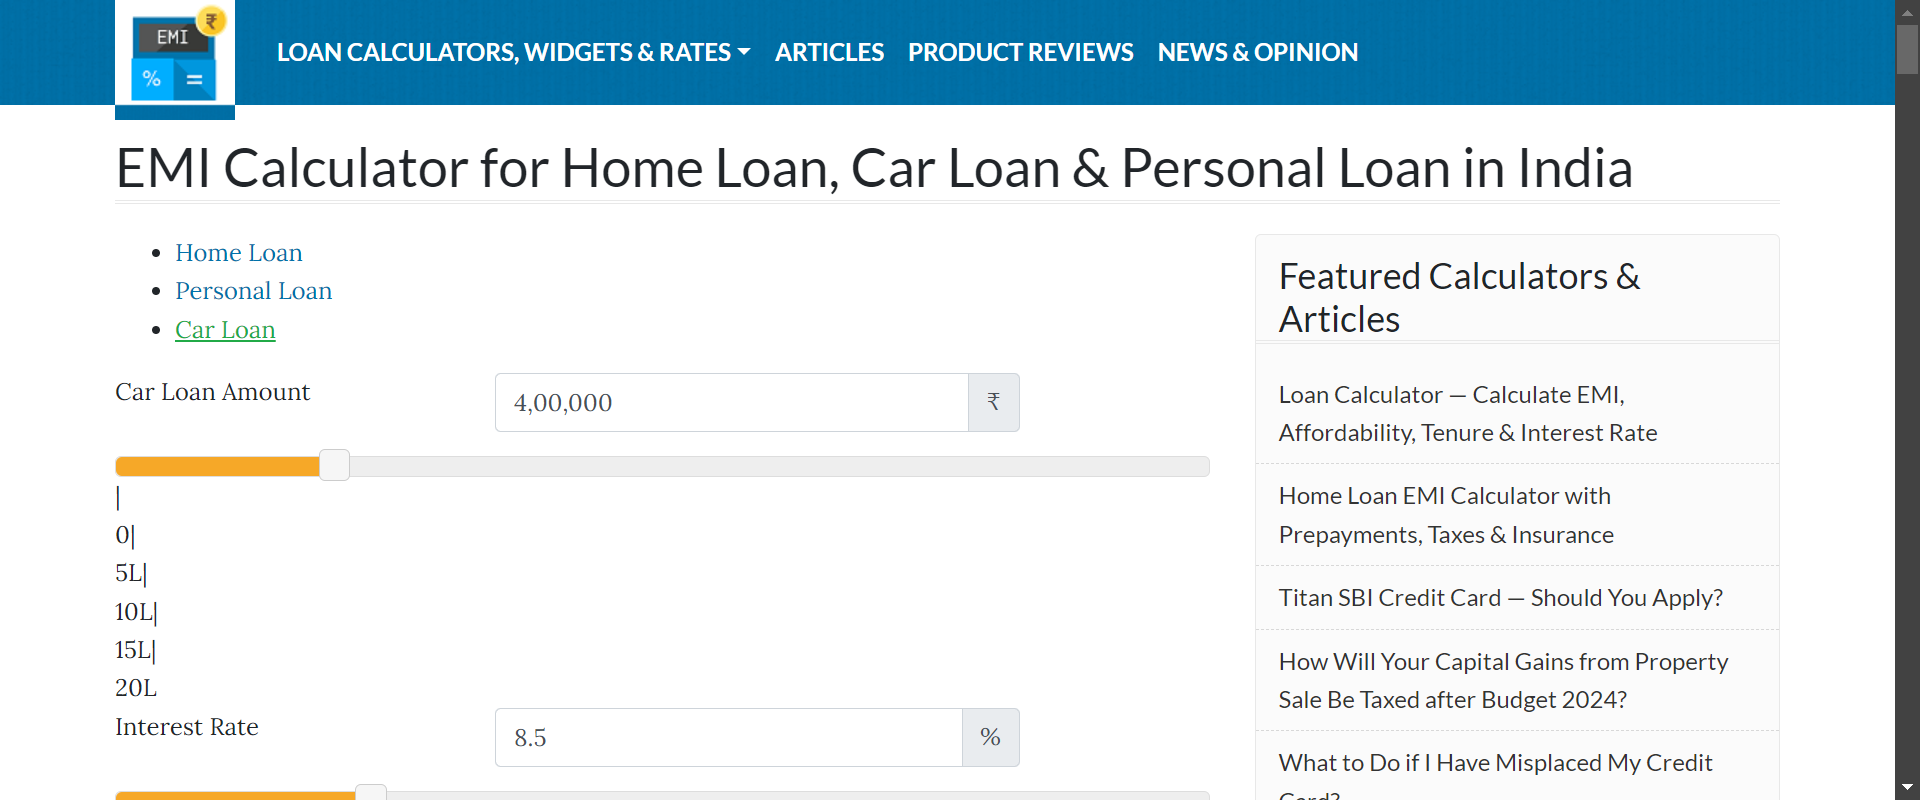 EMI
₹
%
=
LOAN CALCULATORS, WIDGETS & RATES
ARTICLES
PRODUCT REVIEWS
NEWS & OPINION
EMI Calculator for Home Loan, Car Loan & Personal Loan in India
Home Loan
Personal Loan
Car Loan
Car Loan Amount
4,00,000
₹
|
0|
5L|
10L|
15L|
20L
Interest Rate
8.5
%
Featured Calculators &
Articles
Loan Calculator — Calculate EMI,
Affordability, Tenure & Interest Rate
Home Loan EMI Calculator with
Prepayments, Taxes & Insurance
Titan SBI Credit Card — Should You Apply?
How Will Your Capital Gains from Property
Sale Be Taxed after Budget 2024?
What to Do if I Have Misplaced My Credit
Card?